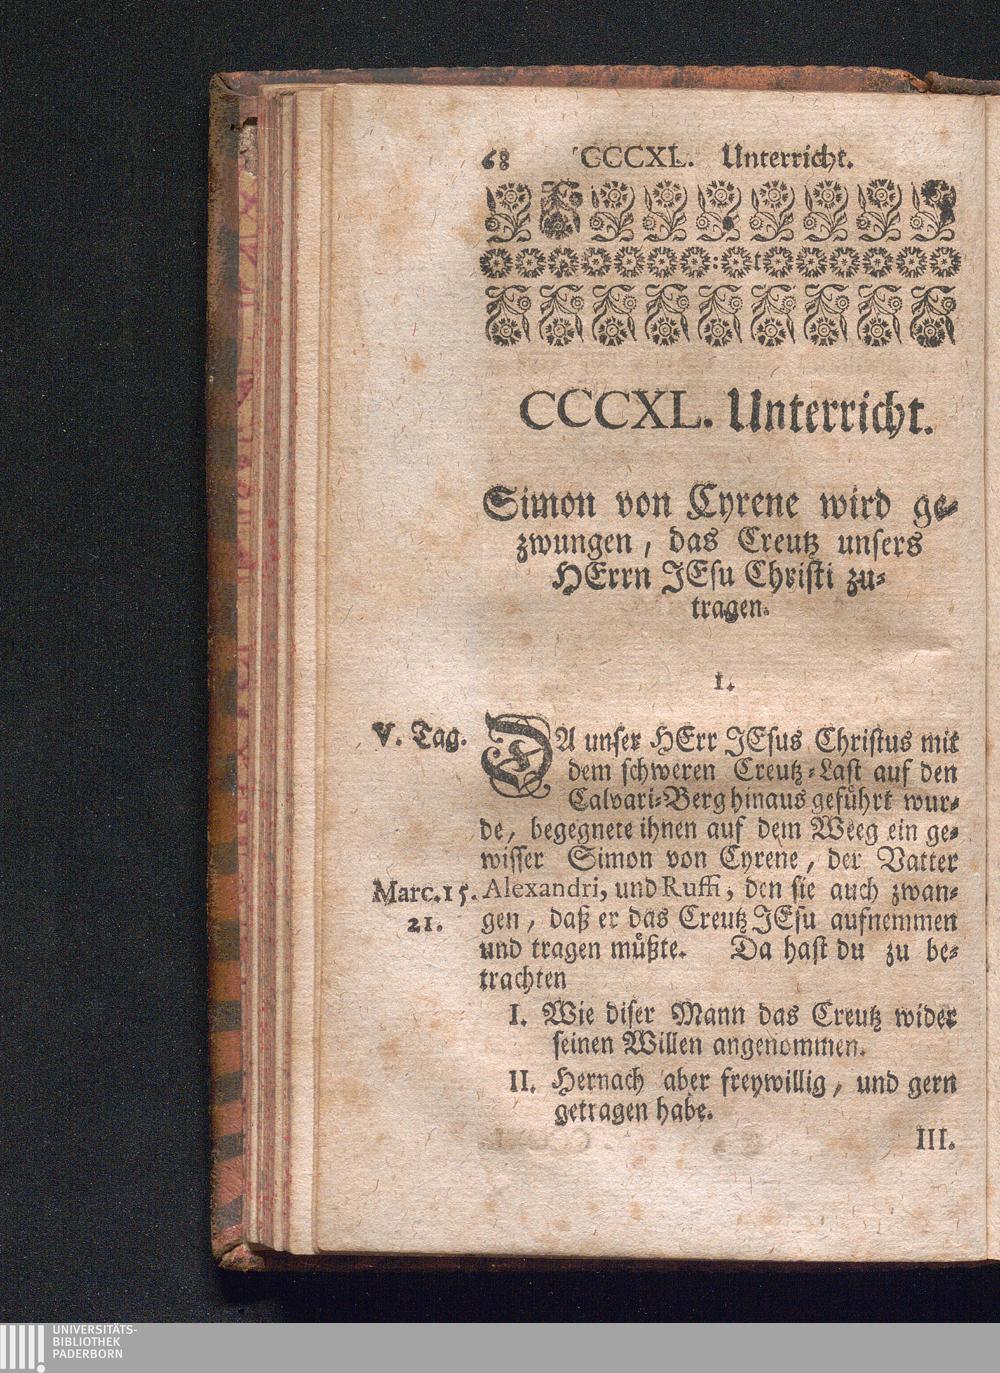 68 CCCXL. Unterricht.
CCCXL. Unterricht.
Simon von Cyrene wird ge-
zwungen, das Creutz unsers
HErrn JEsu Christi zu-
tragen.
1.
V. Tag.
DA unser HErr JEsus Christus mit
dem schweren Creutz-Last auf den
Calvari-Berg hinaus geführt wur-
de, begegnete ihnen auf dem Weeg ein ge-
wisser Simon von Cyrene, der Vatter
Marc. 15.
21.
Alexandri, und Ruffi, den sie auch zwan-
gen, daß er das Creutz JEsu aufnemmen
und tragen müßte. Da hast du zu be-
trachten
I. Wie diser Mann das Creutz wider
seinen Willen angenommen.
II. Hernach aber freywillig, und gern
getragen habe.
III.
UNIVERSITÄTS-
BIBLIOTHEK
PADERBORN